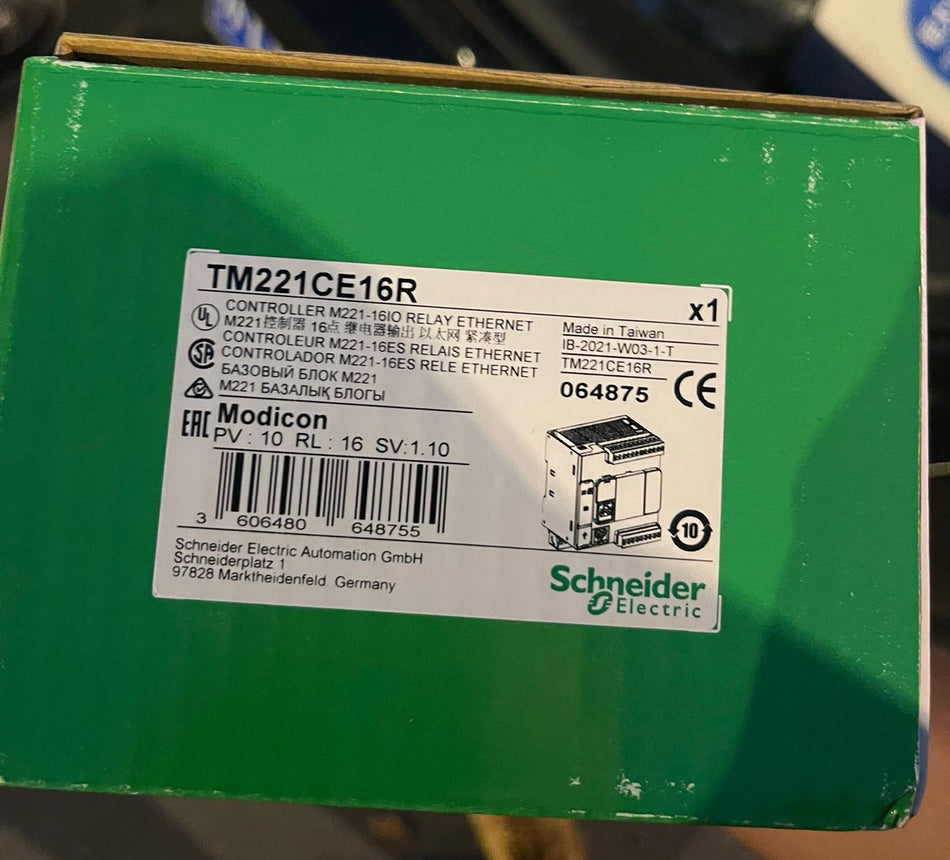 TM221CE16R
x1
CONTROLLER M221-16IO RELAY ETHERNET
M221控制器 16点 继电器输出 以太网 紧凑型
CONTROLEUR M221-16ES RELAIS ETHERNET
CONTROLADOR M221-16ES RELE ETHERNET
БАЗОВЫЙ БЛОК M221
M221 БАЗАЛЫҚ БЛОГЫ
UL
SA
EAC
Made in Taiwan
IB-2021-W03-1-T
TM221CE16R
064875
CE
Modicon
PV : 10 RL : 16 SV:1.10
3 606480 648755
10
Schneider Electric Automation GmbH
Schneiderplatz 1
97828 Marktheidenfeld. Germany
Schneider
Electric